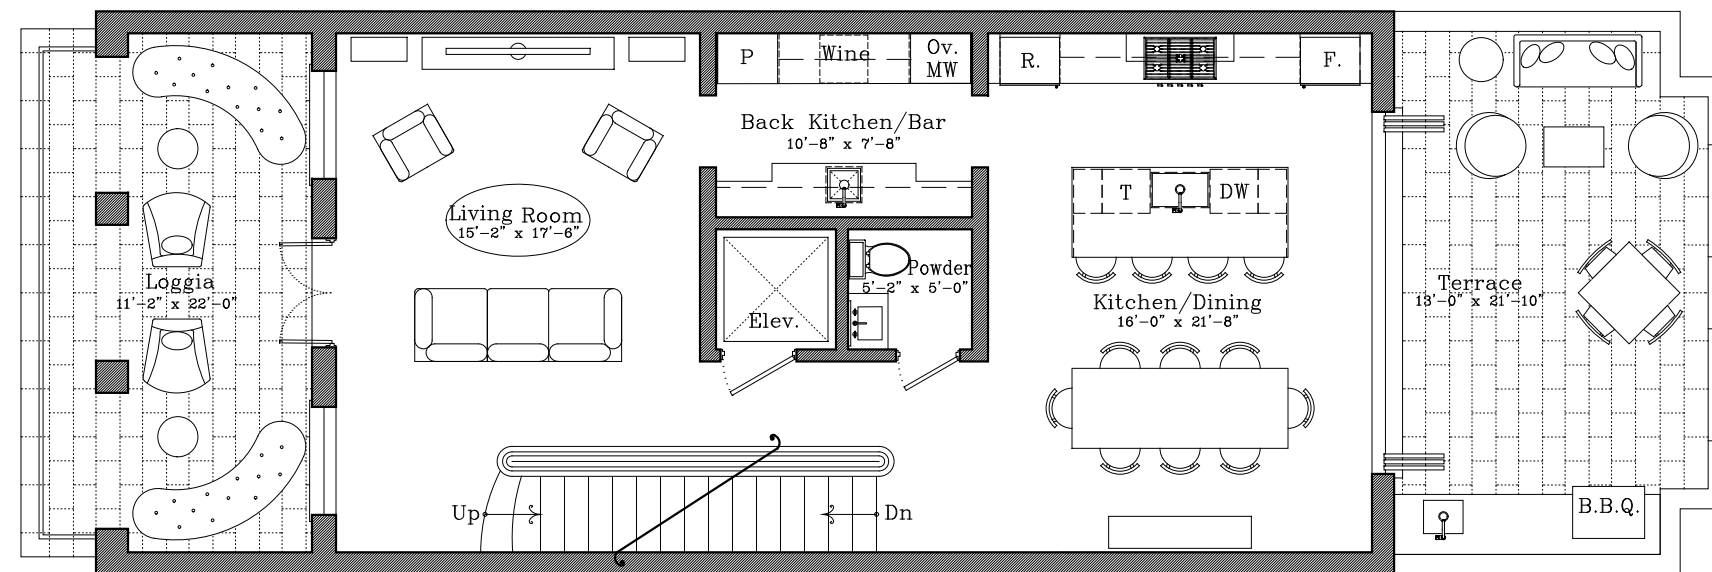 P
Wine
Ov.
MW
R.
F.
Back Kitchen/Bar
10'-8" x 7'-8"
T
DW
Living Room
15'-2" x 17'-6"
Loggia
11'-2" x 22'-0"
Powder
5'-2" x 5'-0"
Elev.
Kitchen/Dining
16'-0" x 21'-8"
Terrace
13'-0" x 21'-10"
Up
Dn
B.B.Q.